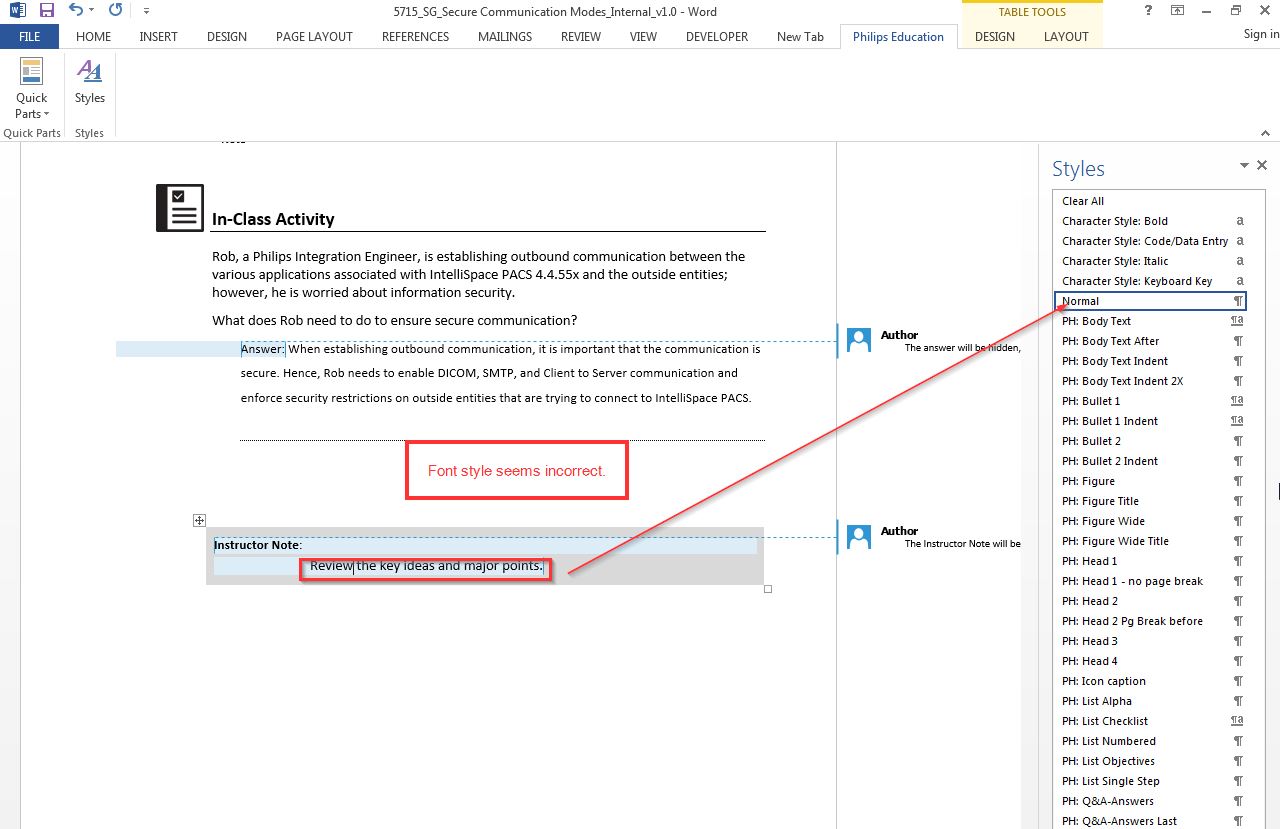 5715_SG_Secure Communication Modes_Internal_v1.0 - Word
TABLE TOOLS
?
FILE HOME INSERT DESIGN PAGE LAYOUT REFERENCES MAILINGS REVIEW VIEW DEVELOPER New Tab Philips Education DESIGN LAYOUT Sign in
Quick Parts
Styles
Quick Parts Styles
In-Class Activity
Rob, a Philips Integration Engineer, is establishing outbound communication between the
various applications associated with IntelliSpace PACS 4.4.55x and the outside entities;
however, he is worried about information security.
What does Rob need to do to ensure secure communication?
Answer: When establishing outbound communication, it is important that the communication is
secure. Hence, Rob needs to enable DICOM, SMTP, and Client to Server communication and
enforce security restrictions on outside entities that are trying to connect to IntelliSpace PACS.
Author
The answer will be hidden,
Font style seems incorrect.
Instructor Note:
Review the key ideas and major points.
Author
The Instructor Note will be
Styles
Clear All
Character Style: Bold a
Character Style: Code/Data Entry a
Character Style: Italic a
Character Style: Keyboard Key a
Normal ¶
PH: Body Text ¶a
PH: Body Text After ¶
PH: Body Text Indent ¶
PH: Body Text Indent 2X ¶
PH: Bullet 1 ¶a
PH: Bullet 1 Indent ¶a
PH: Bullet 2 ¶
PH: Bullet 2 Indent ¶
PH: Figure ¶
PH: Figure Title ¶
PH: Figure Wide ¶
PH: Figure Wide Title ¶
PH: Head 1 ¶
PH: Head 1 - no page break ¶
PH: Head 2 ¶
PH: Head 2 Pg Break before ¶
PH: Head 3 ¶
PH: Head 4 ¶
PH: Icon caption ¶
PH: List Alpha ¶
PH: List Checklist ¶a
PH: List Numbered ¶
PH: List Objectives ¶
PH: List Single Step ¶
PH: Q&A-Answers ¶
PH: Q&A-Answers Last ¶